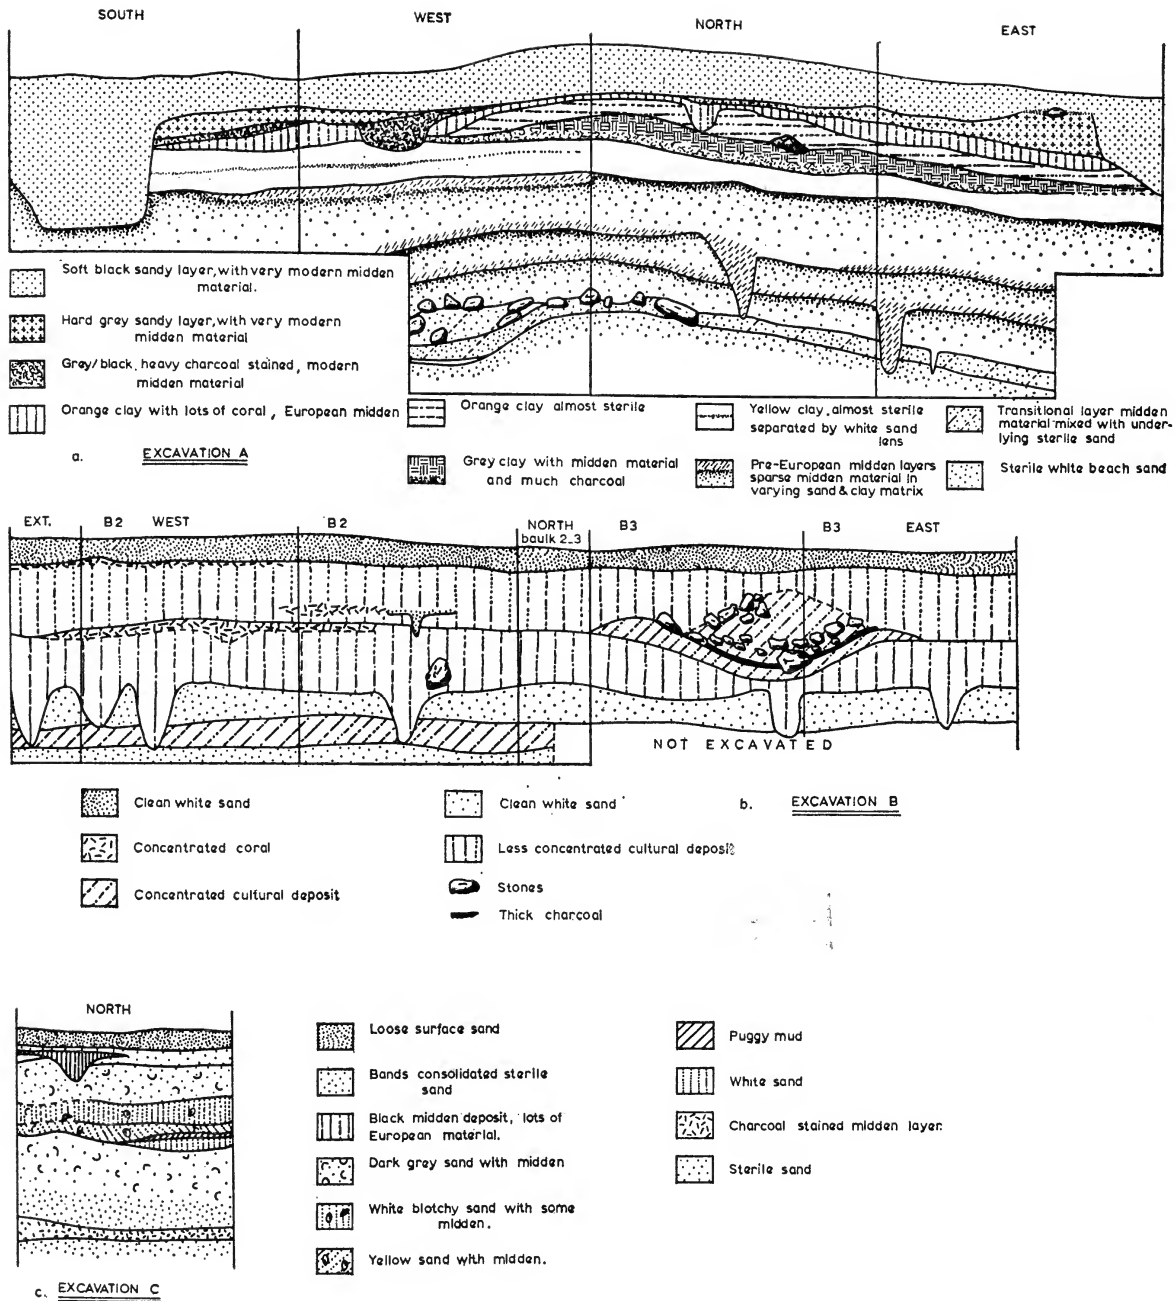 SOUTH
WEST
NORTH
EAST
Soft black sandy layer, with very modern midden
material.
Hard grey sandy layer, with very modern
midden material
Grey/black, heavy charcoal stained, modern
midden material
Orange clay with lots of coral, European midden
Orange clay almost sterile
Grey clay with midden material
and much charcoal
Yellow clay, almost sterile
separated by white sand
lens
Pre-European midden layers
sparse midden material in
varying sand & clay matrix
Transitional layer midden
material mixed with under-
lying sterile sand
Sterile white beach sand
a. EXCAVATION A
EXT. B2 WEST B2 NORTH B3 B3 EAST
baulk 2-3
NOT EXCAVATED
Clean white sand
Concentrated coral
Concentrated cultural deposit
Clean white sand
Less concentrated cultural deposit
Stones
Thick charcoal
b. EXCAVATION B
NORTH
Loose surface sand
Bands consolidated sterile
sand
Black midden deposit, lots of
European material.
Dark grey sand with midden
White blotchy sand with some
midden.
Yellow sand with midden.
Puggy mud
White sand
Charcoal stained midden layer.
Sterile sand
c. EXCAVATION C